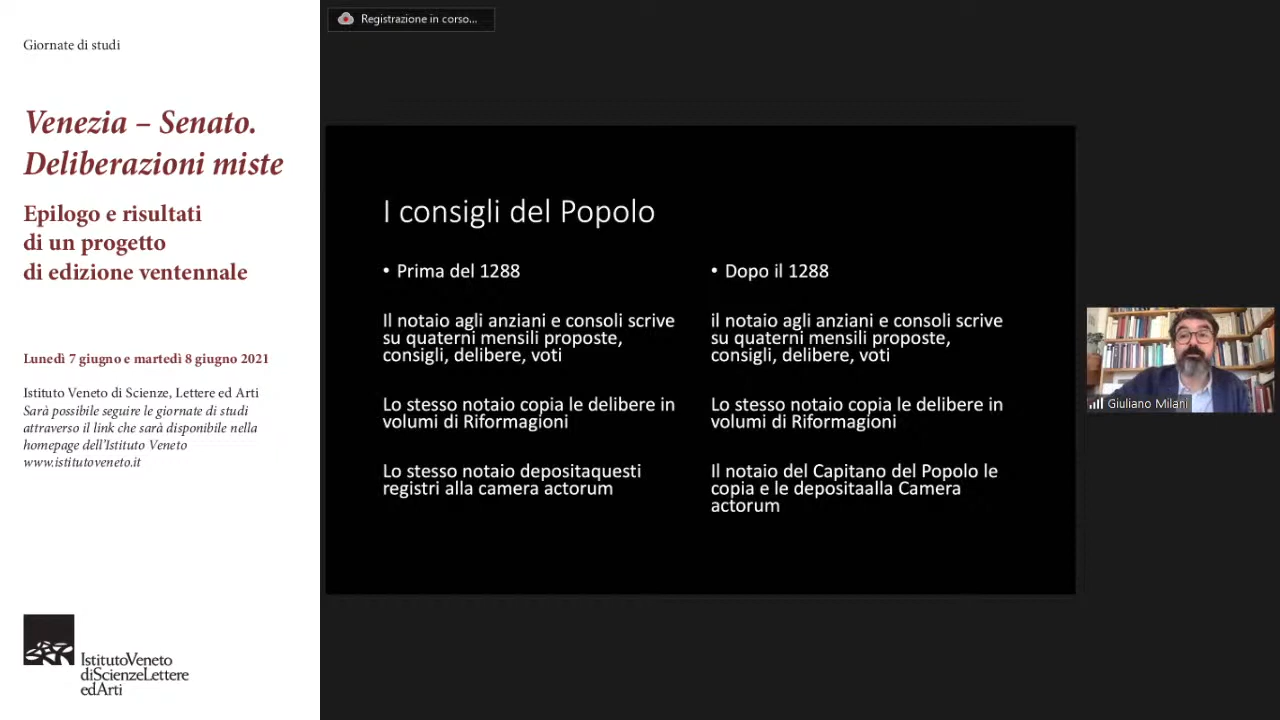 Giornate di studi
Venezia – Senato.
Deliberazioni miste
Epilogo e risultati
di un progetto
di edizione ventennale
Lunedì 7 giugno e martedì 8 giugno 2021
Istituto Veneto di Scienze, Lettere ed Arti
Sarà possibile seguire le giornate di studi
attraverso il link che sarà disponibile nella
homepage dell'Istituto Veneto
www.istitutoveneto.it
IstitutoVeneto
diScienzeLettere
edArti
Registrazione in corso...
I consigli del Popolo
• Prima del 1288
Il notaio agli anziani e consoli scrive
su quaterni mensili proposte,
consigli, delibere, voti
Lo stesso notaio copia le delibere in
volumi di Riformagioni
Lo stesso notaio depositaquesti
registri alla camera actorum
• Dopo il 1288
il notaio agli anziani e consoli scrive
su quaterni mensili proposte,
consigli, delibere, voti
Lo stesso notaio copia le delibere in
volumi di Riformagioni
Il notaio del Capitano del Popolo le
copia e le depositaalla Camera
actorum
Giuliano Milani